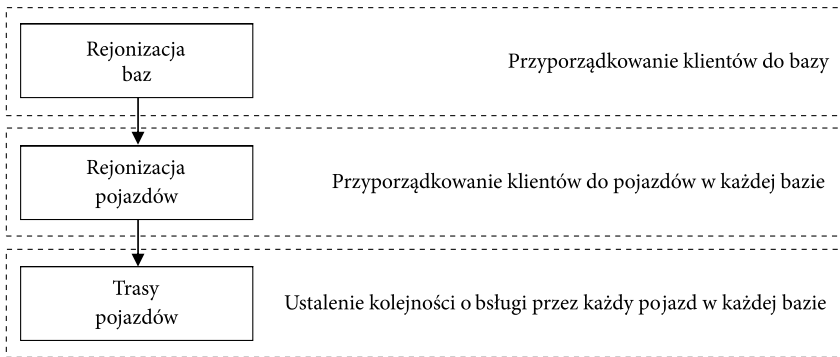 Rejonizacja
baz
Przyporządkowanie klientów do bazy
Rejonizacja
pojazdów
Przyporządkowanie klientów do pojazdów w każdej bazie
Trasy
pojazdów
Ustalenie kolejności o bsługi przez każdy pojazd w każdej bazie